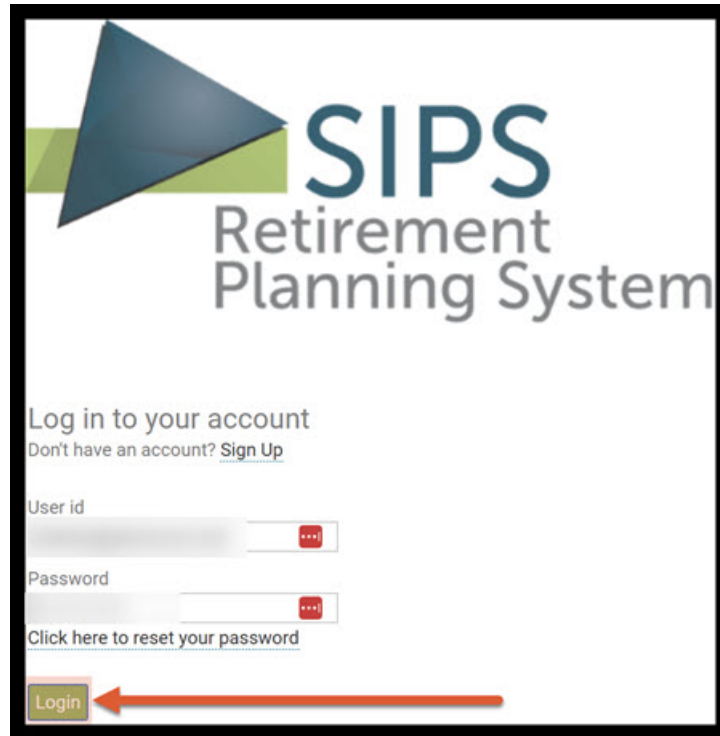 SIPS
Retirement
Planning System
Log in to your account
Don't have an account? Sign Up
User id
Password
Click here to reset your password
Login